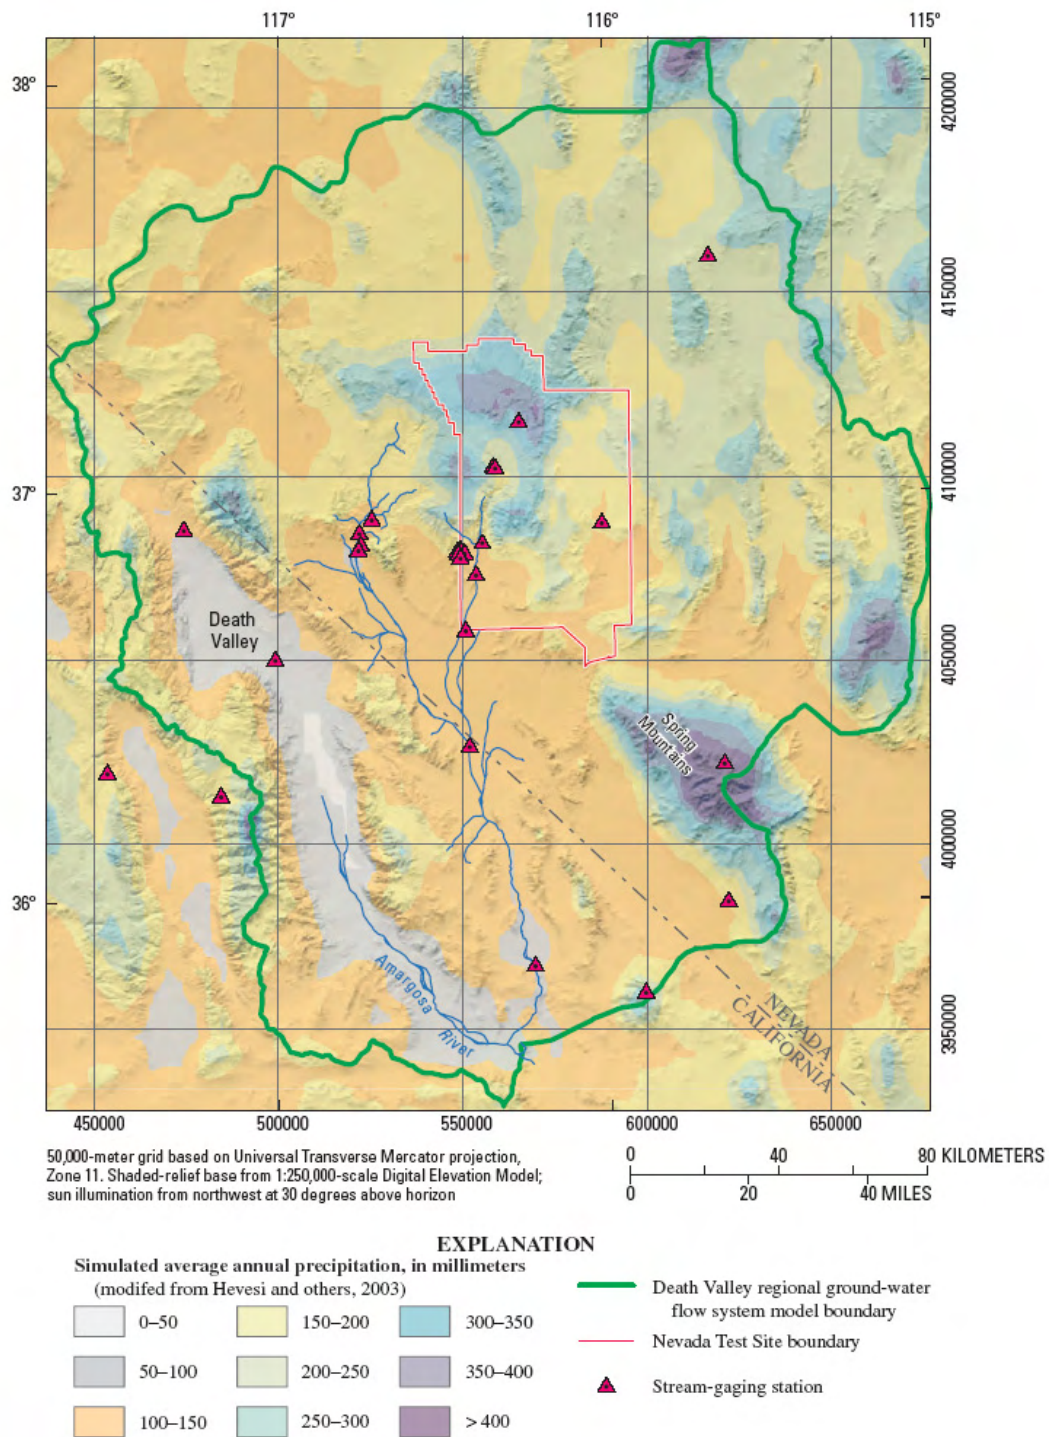 117°
116°
115°
38°
4200000
4150000
4100000
37°
Death
Valley
4050000
Spring
Mountains
4000000
36°
Amargosa
River
3950000
NEVADA
CALIFORNIA
450000
500000
550000
600000
650000
50,000-meter grid based on Universal Transverse Mercator projection,
Zone 11. Shaded-relief base from 1:250,000-scale Digital Elevation Model;
sun illumination from northwest at 30 degrees above horizon
0 40 80 KILOMETERS
0 20 40 MILES
EXPLANATION
Simulated average annual precipitation, in millimeters
(modifed from Hevesi and others, 2003)
0–50
50–100
100–150
150–200
200–250
250–300
300–350
350–400
> 400
Death Valley regional ground-water
flow system model boundary
Nevada Test Site boundary
Stream-gaging station